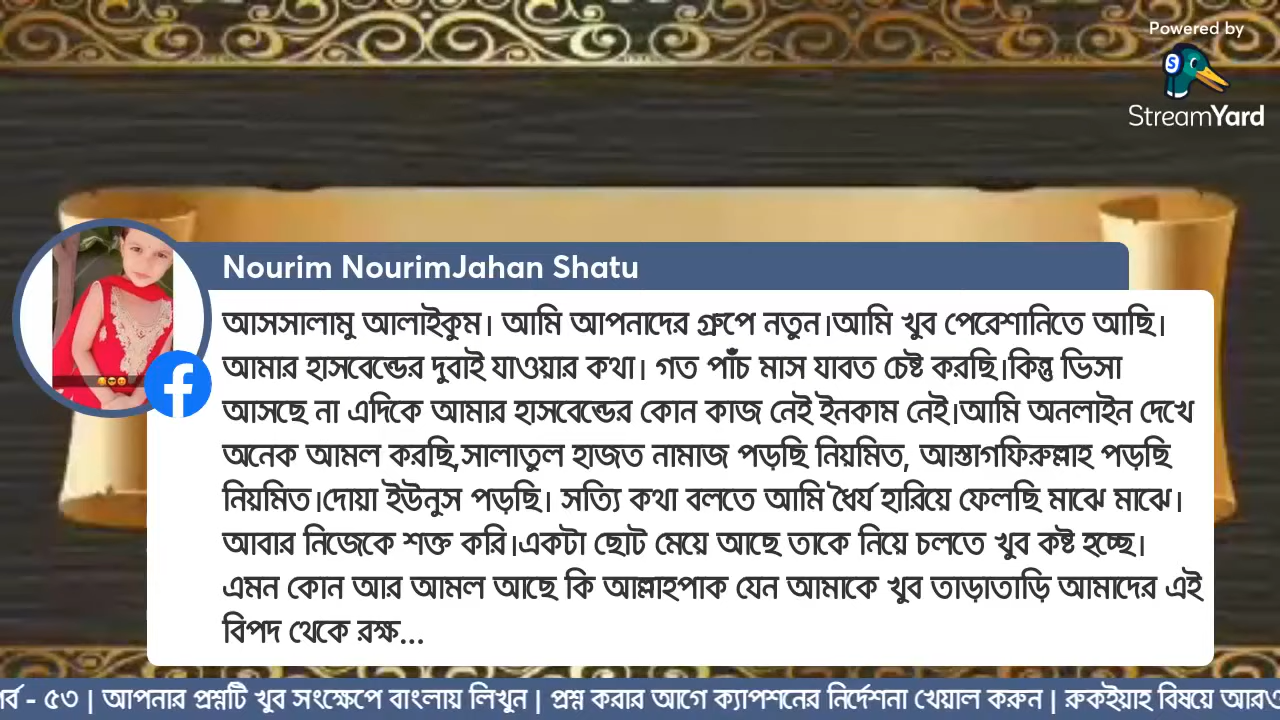 Powered by
StreamYard
Nourim NourimJahan Shatu
আসসালামু আলাইকুম। আমি আপনাদের গ্রুপে নতুন।আমি খুব পেরেশানিতে আছি।
আমার হাসবেন্ডের দুবাই যাওয়ার কথা। গত পাঁচ মাস যাবত চেষ্ট করছি।কিন্তু ভিসা
আসছে না এদিকে আমার হাসবেন্ডের কোন কাজ নেই ইনকাম নেই।আমি অনলাইন দেখে
অনেক আমল করছি,সালাতুল হাজত নামাজ পড়ছি নিয়মিত, আস্তাগফিরুল্লাহ পড়ছি
নিয়মিত।দোয়া ইউনুস পড়ছি। সত্যি কথা বলতে আমি ধৈর্য হারিয়ে ফেলছি মাঝে মাঝে।
আবার নিজেকে শক্ত করি।একটা ছোট মেয়ে আছে তাকে নিয়ে চলতে খুব কষ্ট হচ্ছে।
এমন কোন আর আমল আছে কি আল্লাহপাক যেন আমাকে খুব তাড়াতাড়ি আমাদের এই
বিপদ থেকে রক্ষ...
র্ব - ৫৩ | আপনার প্রশ্নটি খুব সংক্ষেপে বাংলায় লিখুন | প্রশ্ন করার আগে ক্যাপশনের নির্দেশনা খেয়াল করুন | রুকইয়াহ বিষয়ে